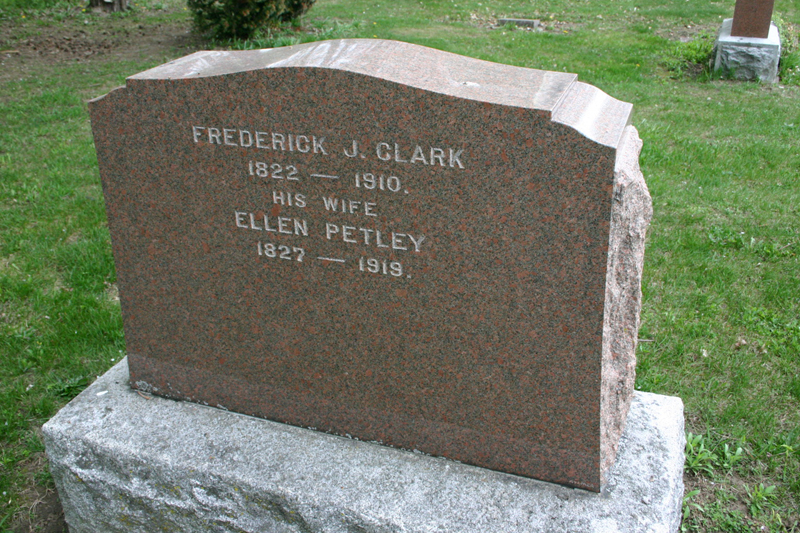 FREDERICK J. CLARK
1822 — 1910.
HIS WIFE
ELLEN PETLEY
1827 — 1919.